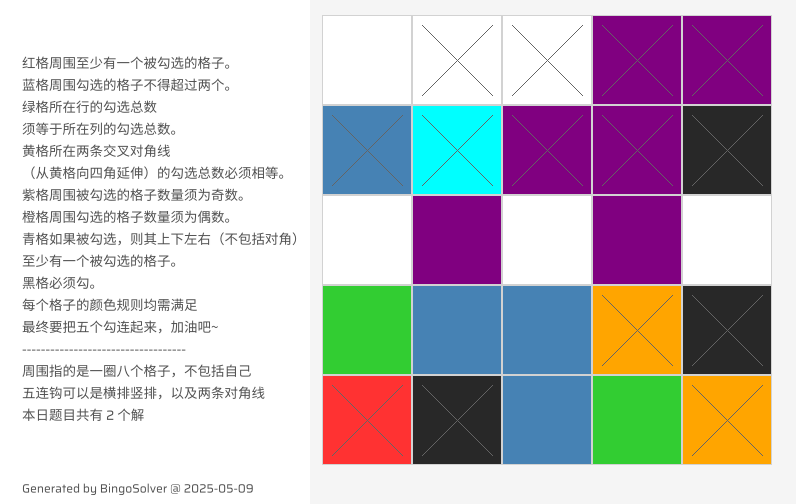 红格周围至少有一个被勾选的格子。
蓝格周围勾选的格子不得超过两个。
绿格所在行的勾选总数
须等于所在列的勾选总数。
黄格所在两条交叉对角线
（从黄格向四角延伸）的勾选总数必须相等。
紫格周围被勾选的格子数量须为奇数。
橙格周围勾选的格子数量须为偶数。
青格如果被勾选，则其上下左右（不包括对角）
至少有一个被勾选的格子。
黑格必须勾。
每个格子的颜色规则均需满足
最终要把五个勾连起来，加油吧~
-----------------------------------
周围指的是一圈八个格子，不包括自己
五连钩可以是横排竖排，以及两条对角线
本日题目共有 2 个解
Generated by BingoSolver @ 2025-05-09